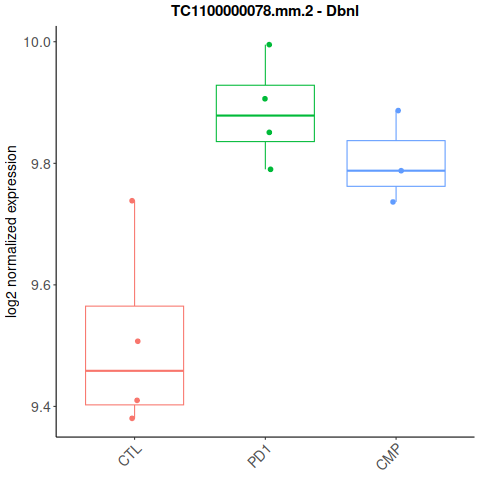 TC1100000078.mm.2 - Dbnl
log2 normalized expression
10.0
9.8
9.6
9.4
CTL
PD1
CMP